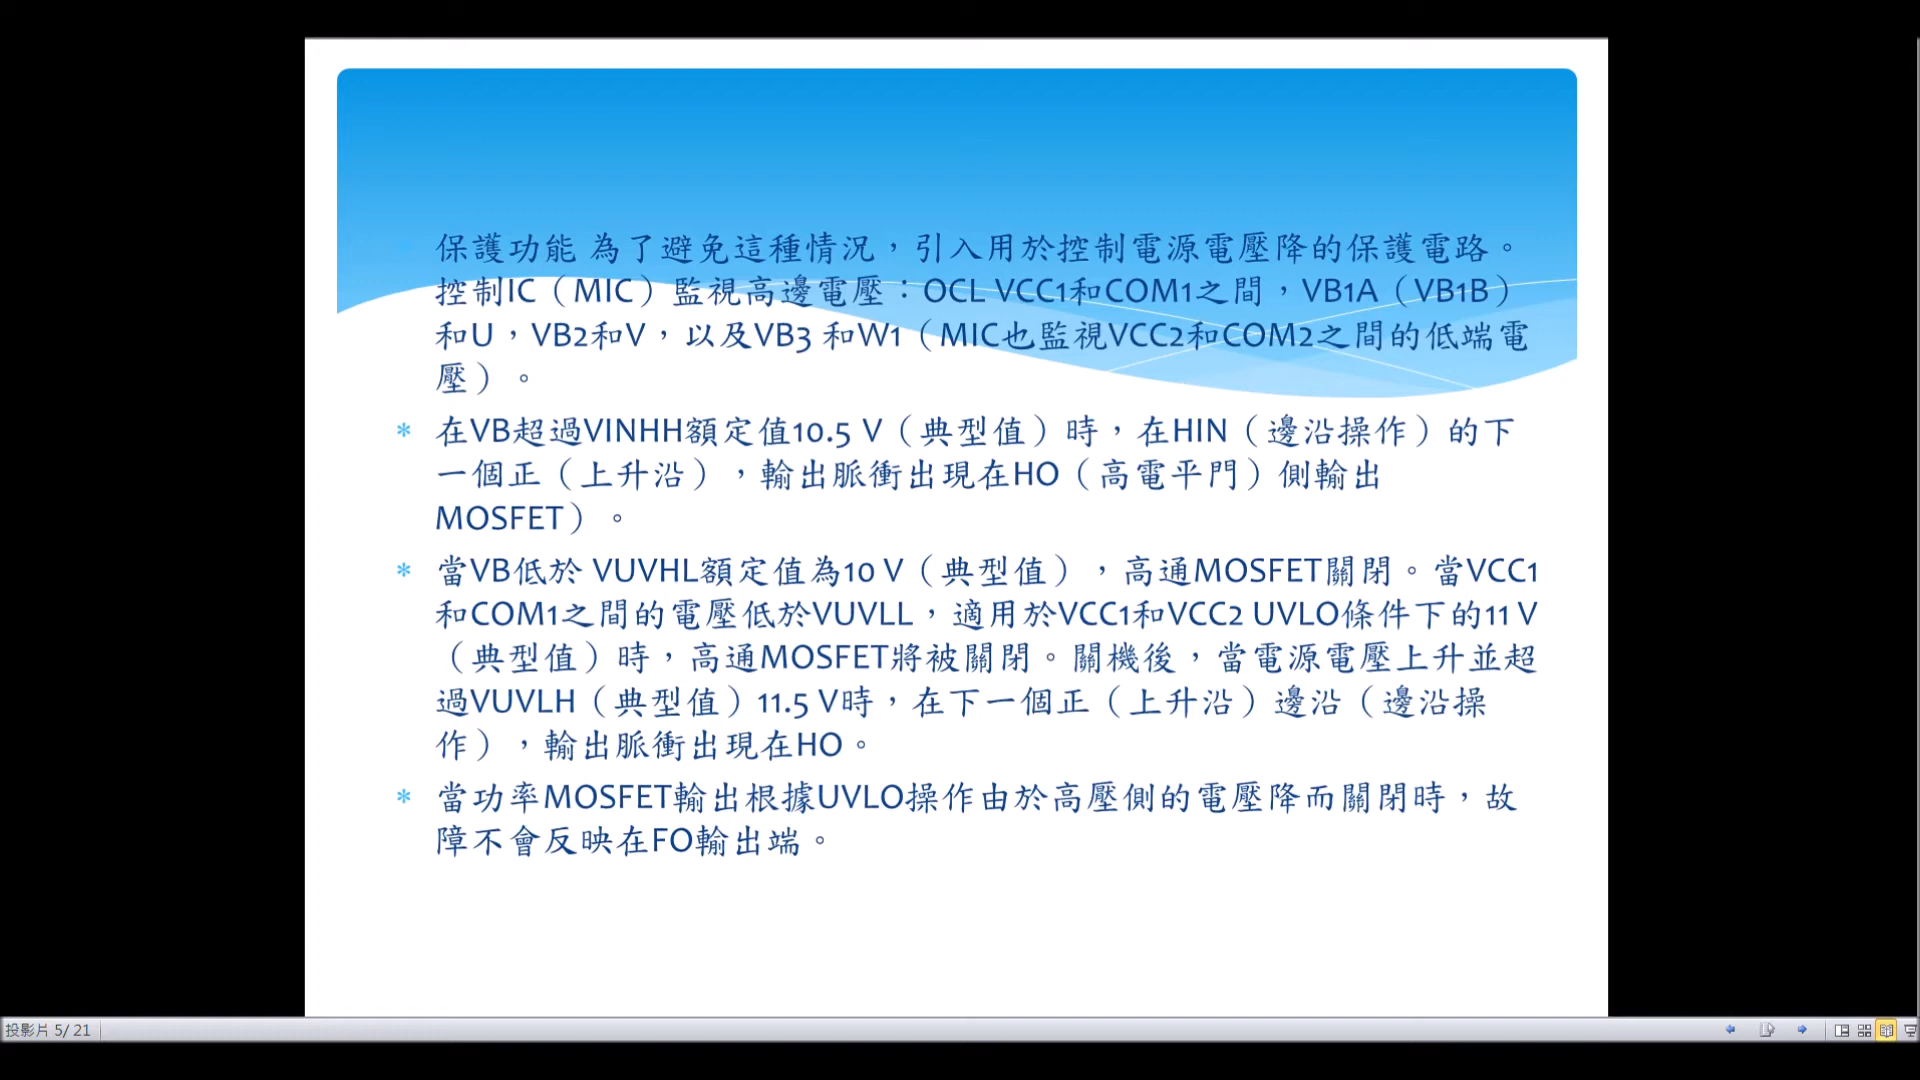 保護功能 為了避免這種情況，引入用於控制電源電壓降的保護電路。
控制IC（MIC）監視高邊電壓：OCL VCC1和COM1之間，VB1A（VB1B）
和U，VB2和V，以及VB3 和W1（MIC也監視VCC2和COM2之間的低端電
壓）。
* 在VB超過VINHH額定值10.5 V（典型值）時，在HIN（邊沿操作）的下
一個正（上升沿），輸出脈衝出現在HO（高電平門）側輸出
MOSFET）。
* 當VB低於 VUVHL額定值為10 V（典型值），高通MOSFET關閉。當VCC1
和COM1之間的電壓低於VUVLL，適用於VCC1和VCC2 UVLO條件下的11 V
（典型值）時，高通MOSFET將被關閉。關機後，當電源電壓上升並超
過VUVLH（典型值）11.5 V時，在下一個正（上升沿）邊沿（邊沿操
作），輸出脈衝出現在HO。
* 當功率MOSFET輸出根據UVLO操作由於高壓側的電壓降而關閉時，故
障不會反映在FO輸出端。
投影片 5/ 21